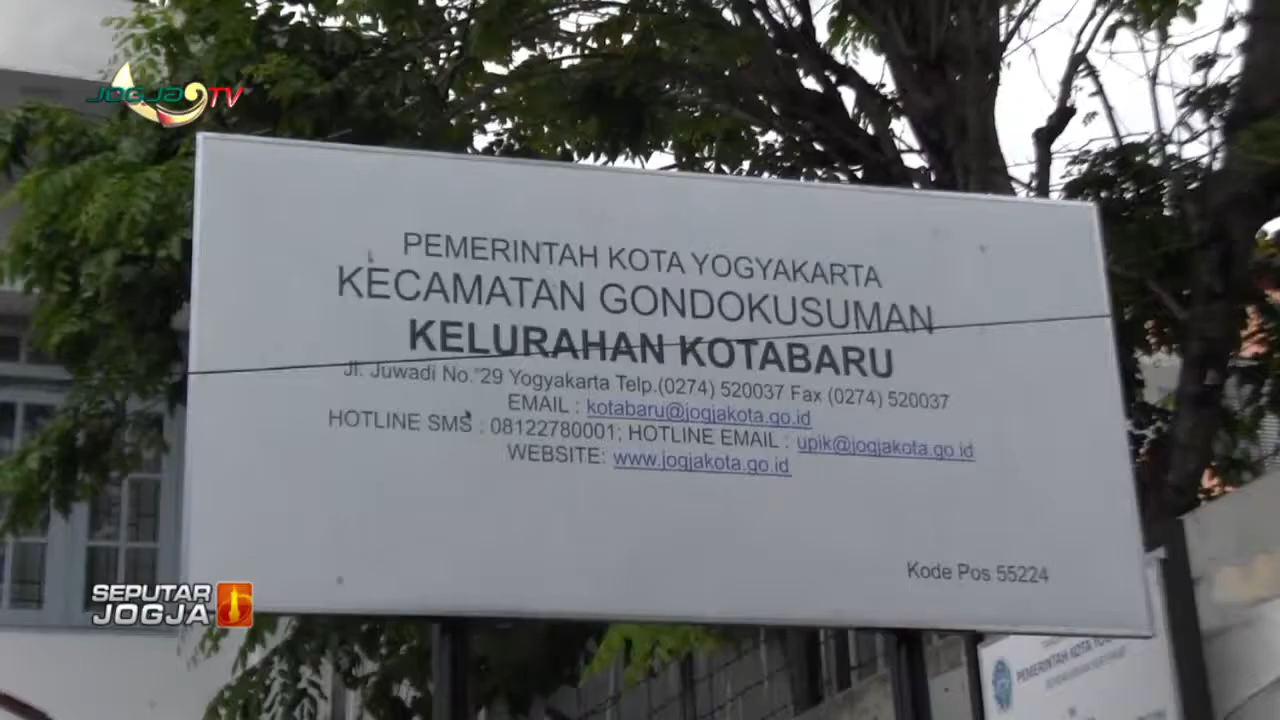 JOGJA TV
PEMERINTAH KOTA YOGYAKARTA
KECAMATAN GONDOKUSUMAN
KELURAHAN KOTABARU
Jl. Juwadi No. 29 Yogyakarta Telp.(0274) 520037 Fax (0274) 520037
EMAIL : kotabaru@jogjakota.go.id
HOTLINE SMS : 08122780001; HOTLINE EMAIL : upik@jogjakota.go.id
WEBSITE: www.jogjakota.go.id
Kode Pos 55224
SEPUTAR
JOGJA
PEMERINTAH KOTA